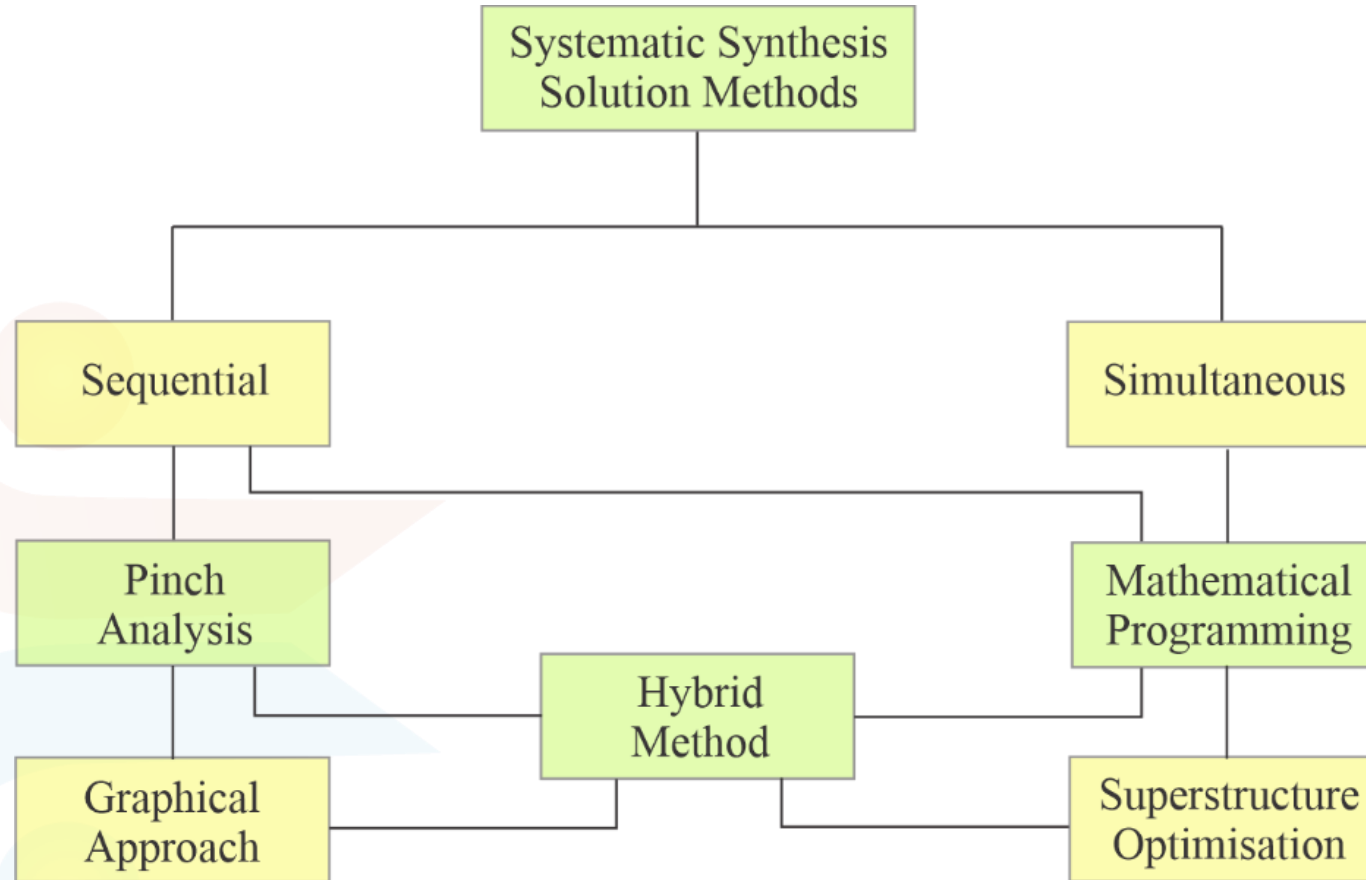 Systematic Synthesis
Solution Methods
Sequential
Simultaneous
Pinch
Analysis
Mathematical
Programming
Hybrid
Method
Graphical
Approach
Superstructure
Optimisation